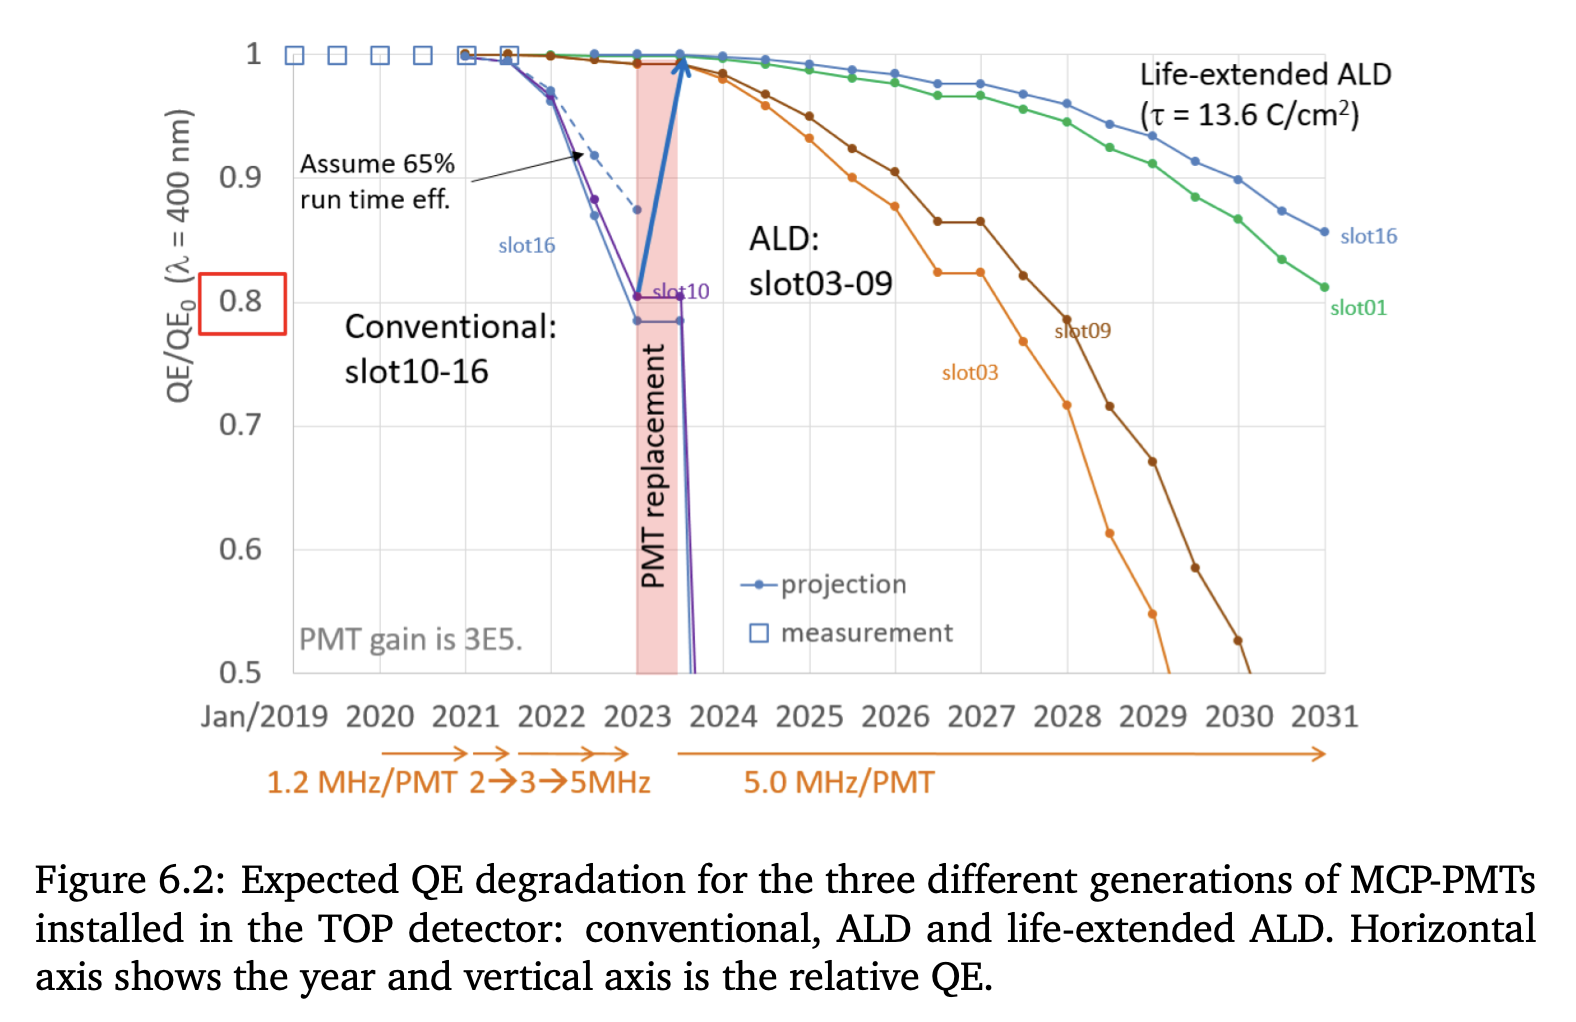 1
0.9
0.8
0.7
0.6
0.5
QE/QE₀ (λ = 400 nm)
Life-extended ALD
(τ = 13.6 C/cm²)
Assume 65%
run time eff.
slot16
slot10
slot16
slot01
ALD:
slot03-09
Conventional:
slot10-16
slot09
slot03
PMT replacement
projection
measurement
PMT gain is 3E5.
Jan/2019 2020 2021 2022 2023 2024 2025 2026 2027 2028 2029 2030 2031
1.2 MHz/PMT 2→3→5MHz 5.0 MHz/PMT
Figure 6.2: Expected QE degradation for the three different generations of MCP-PMTs
installed in the TOP detector: conventional, ALD and life-extended ALD. Horizontal
axis shows the year and vertical axis is the relative QE.